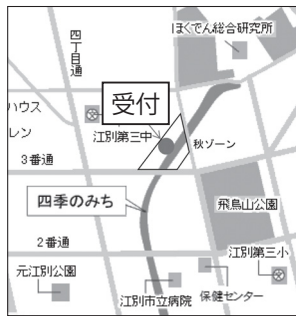 ほくでん総合研究所
四丁目通
受付
ハウス
レン
江別第三中
秋ゾーン
3番通
四季のみち
飛鳥山公園
2番通
江別第三小
元江別公園
江別市立病院
保健センター